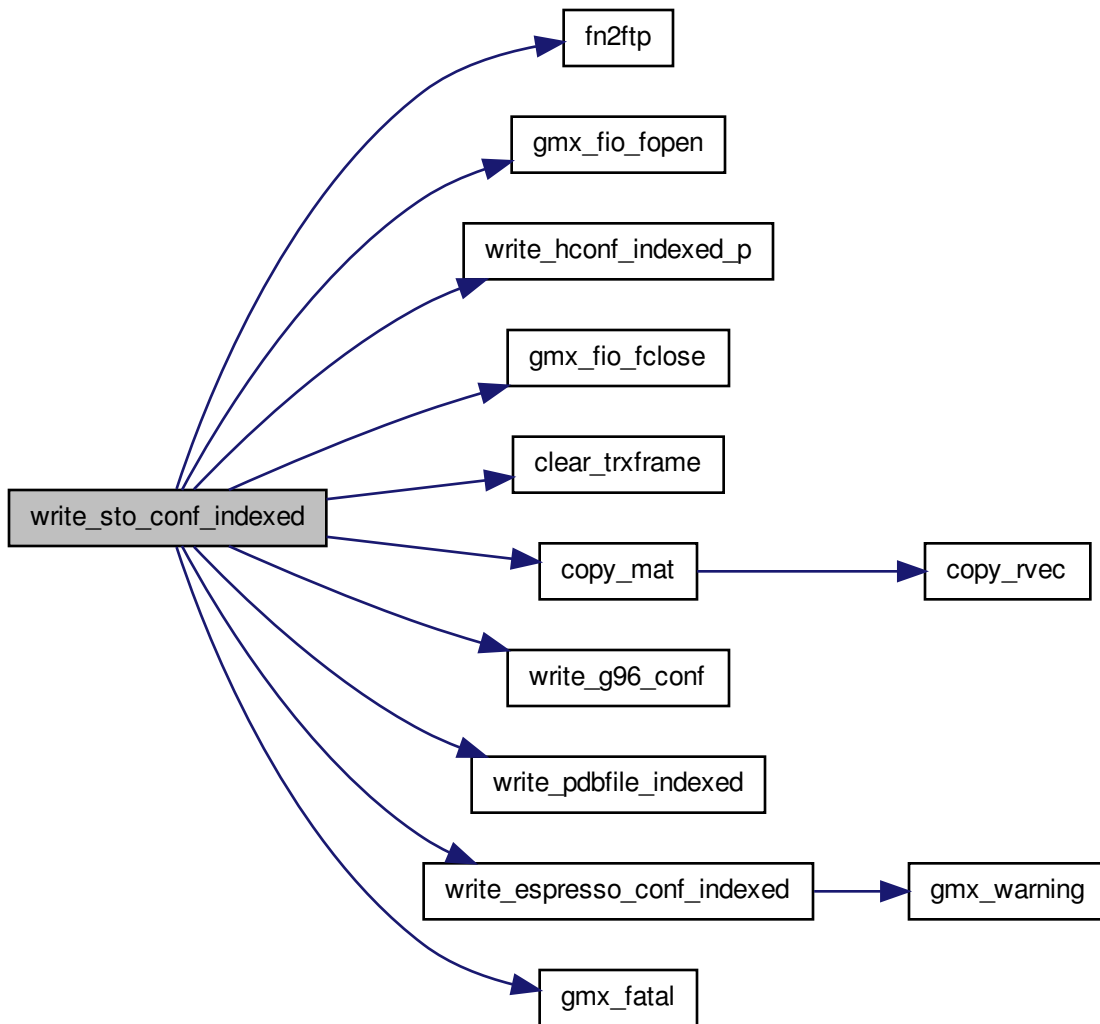 fn2ftp
gmx_fio_fopen
write_hconf_indexed_p
gmx_fio_fclose
clear_trxframe
write_sto_conf_indexed
copy_mat
copy_rvec
write_g96_conf
write_pdbfile_indexed
write_espresso_conf_indexed
gmx_warning
gmx_fatal